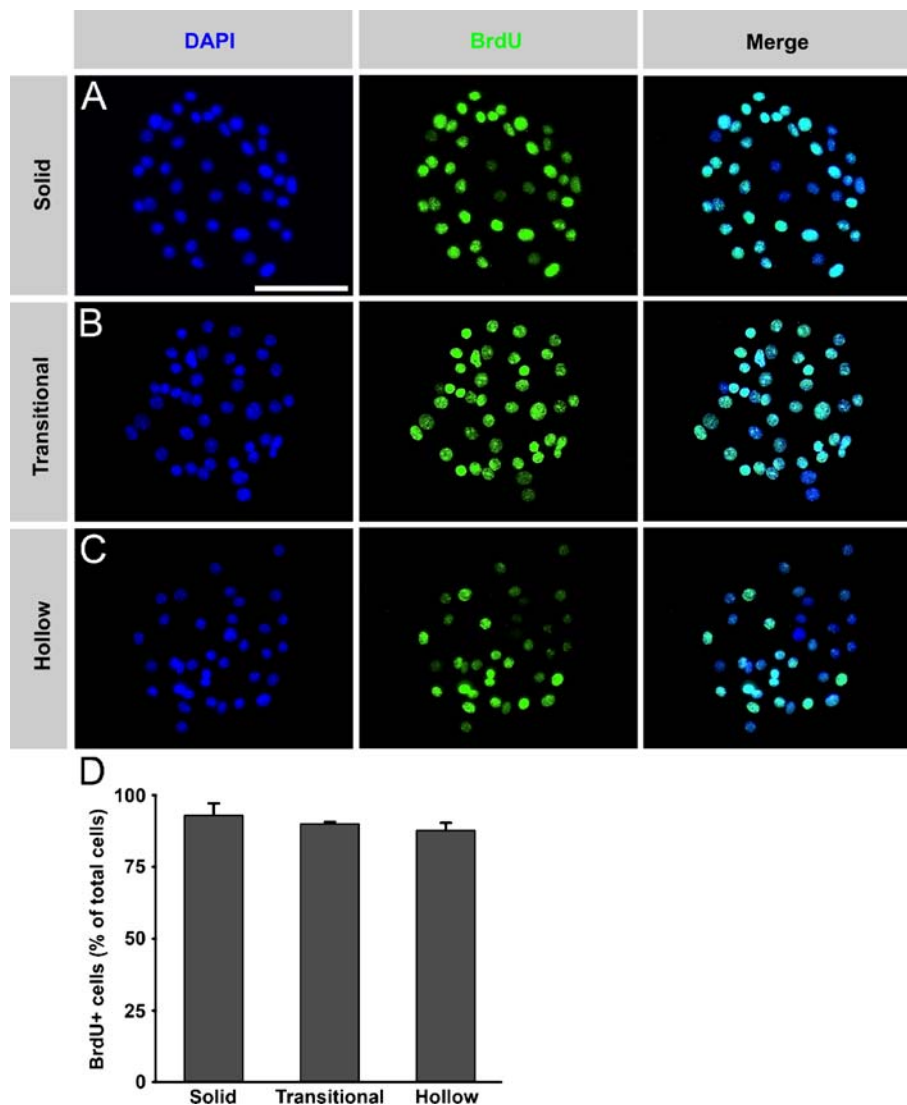 DAPI
BrdU
Merge
Solid
A
Transitional
B
Hollow
C
D
BrdU+ cells (% of total cells)
100
75
50
25
0
Solid Transitional Hollow